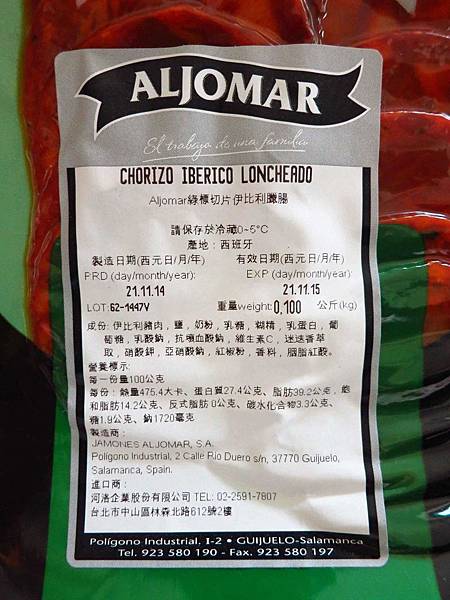 ALJOMAR
El trabajo de una familia
CHORIZO IBERICO LONCHEADO
Aljomar綠標切片伊比利臘腸
請保存於冷藏0~5°C
產地：西班牙
製造日期(西元日/月/年) 有效日期(西元日/月/年)
PRD (day/month/year): EXP (day/month/year):
21.11.14 21.11.15
LOT:62-1447V 重量weight:0,100 公斤(kg)
成份：伊比利豬肉，鹽，奶粉，乳糖，糊精，乳蛋白，葡
萄糖，乳酸鈉，抗壞血酸鈉，維生素C，迷迭香萃
取，硝酸鉀，亞硝酸鈉，紅椒粉，香料，胭脂紅酸。
營養標示:
每一份量100公克
每份：熱量475.4大卡、蛋白質27.4公克、脂肪39.2公克，飽
和脂肪14.2公克、反式脂肪0公克、碳水化合物3.3公克、
糖1.9公克、鈉1720毫克
製造商：
JAMONES ALJOMAR, S.A.
Polígono Industrial, 2 Calle Rio Duero s/n, 37770 Guijuelo,
Salamanca, Spain.
進口商：
河洛企業股份有限公司 TEL: 02-2591-7807
台北市中山區林森北路612號2樓
Polígono Industrial. I-2 • GUIJUELO-Salamanca
Tel. 923 580 190 - Fax. 923 580 197